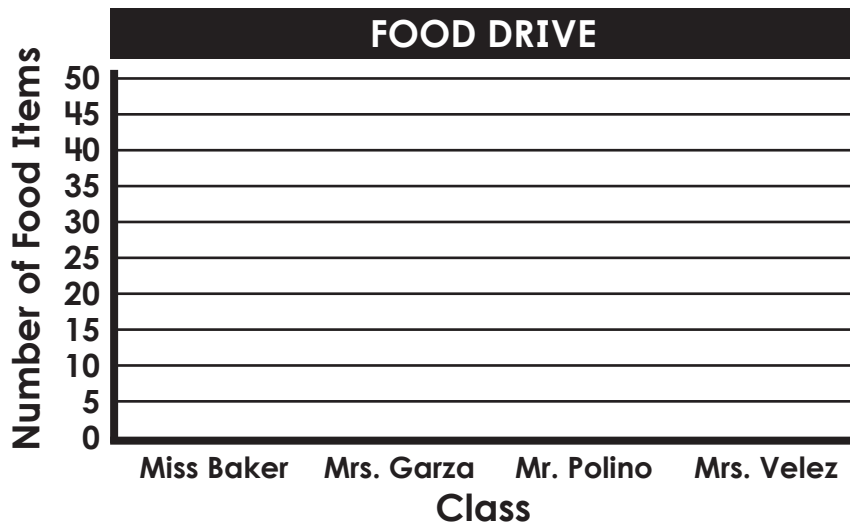 FOOD DRIVE
Number of Food Items
50
45
40
35
30
25
20
15
10
5
0
Miss Baker Mrs. Garza Mr. Polino Mrs. Velez
Class